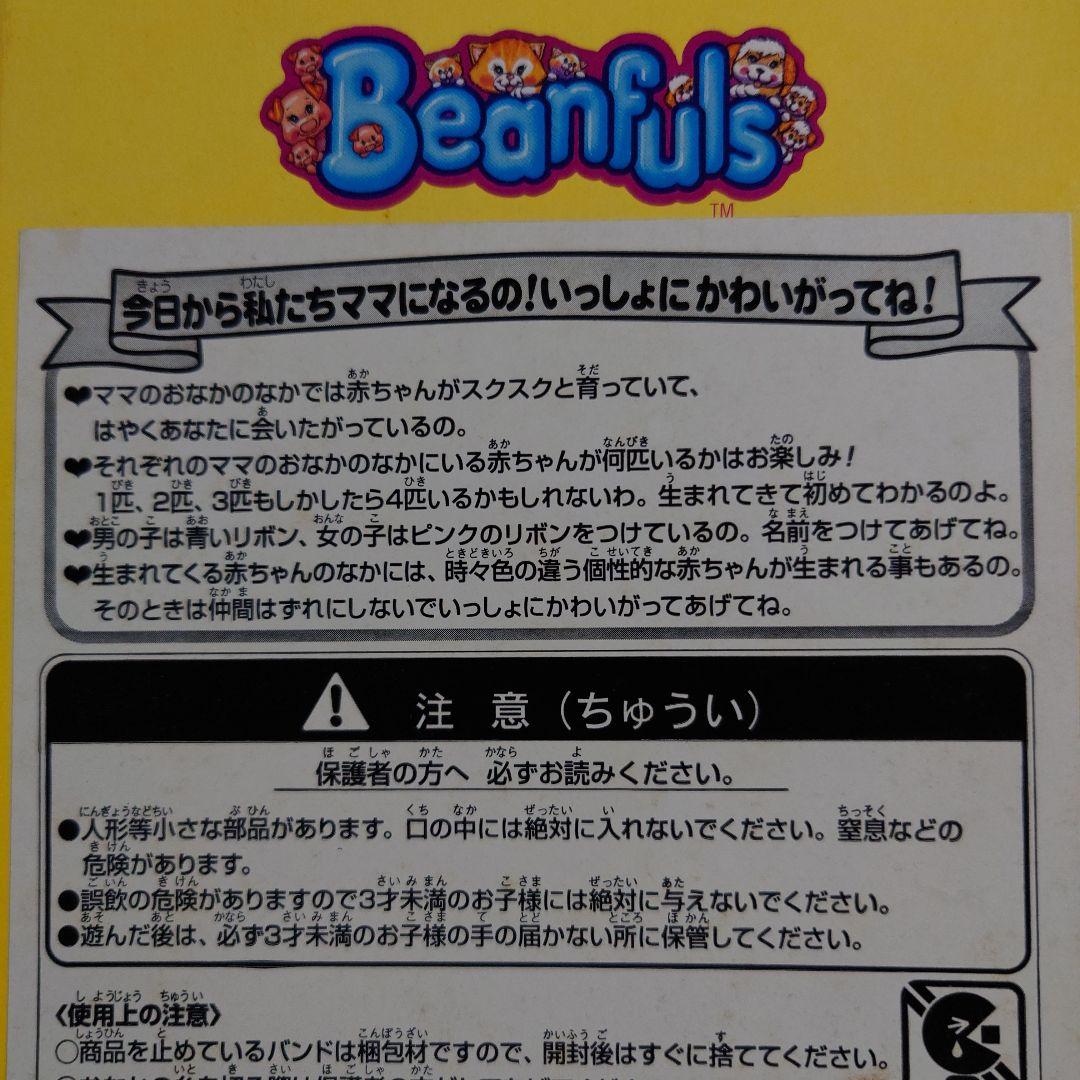 Beanfuls
TM
今日から私たちママになるの!いっしょにかわいがってね!
♥ママのおなかのなかでは赤ちゃんがスクスクと育っていて、
はやくあなたに会いたがっているの。
♥それぞれのママのおなかのなかにいる赤ちゃんが何匹いるかはお楽しみ!
1匹、2匹、3匹もしかしたら4匹いるかもしれないわ。生まれてきて初めてわかるのよ。
♥男の子は青いリボン、女の子はピンクのリボンをつけているの。名前をつけてあげてね。
♥生まれてくる赤ちゃんのなかには、時々色の違う個性的な赤ちゃんが生まれる事もあるの。
そのときは仲間はずれにしないでいっしょにかわいがってあげてね。
注 意(ちゅうい)
保護者の方へ 必ずお読みください。
●人形等小さな部品があります。口の中には絶対に入れないでください。窒息などの
危険があります。
●誤飲の危険がありますので3才未満のお子様には絶対に与えないでください。
●遊んだ後は、必ず3才未満のお子様の手の届かない所に保管してください。
〈使用上の注意〉
○商品を止めているバンドは梱包材ですので、開封後はすぐに捨ててください。